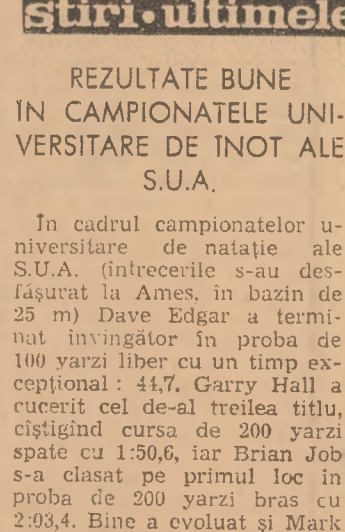 știri • ultimele
REZULTATE BUNE
ÎN CAMPIONATELE UNI-
VERSITARE DE ÎNOT ALE
S.U.A.
În cadrul campionatelor u-
niversitare de natație ale
S.U.A. (întrecerile s-au des-
fășurat la Ames, în bazin de
25 m) Dave Edgar a termi-
nat învingător în proba de
100 yarzi liber cu un timp ex-
cepțional : 44,7. Garry Hall a
cucerit cel de-al treilea titlu,
cîștigînd cursa de 200 yarzi
spate cu 1:50,6, iar Brian Job
s-a clasat pe primul loc în
proba de 200 yarzi bras cu
2:03,4. Bine a evoluat și Mark